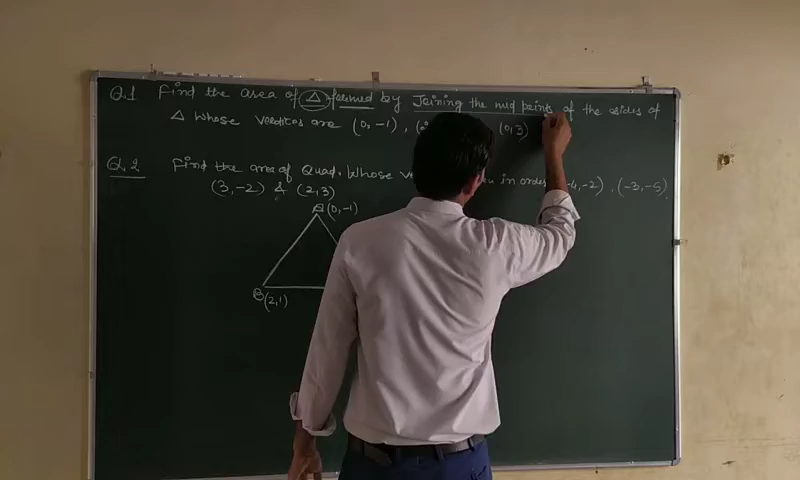 Q.1 Find the area of △ formed by Joining the mid points of the sides of
△ whose vertices are (0,-1), (0,3)
Q.2 Find the area of Quad. whose in order (-4,-2), (-3,-5),
(3,-2) & (2,3)
A(0,-1)
B(2,1)